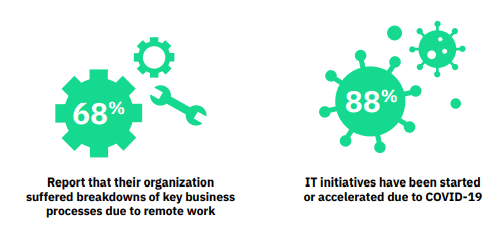 68%
88%
Report that their organization
suffered breakdowns of key business
processes due to remote work
IT initiatives have been started
or accelerated due to COVID-19